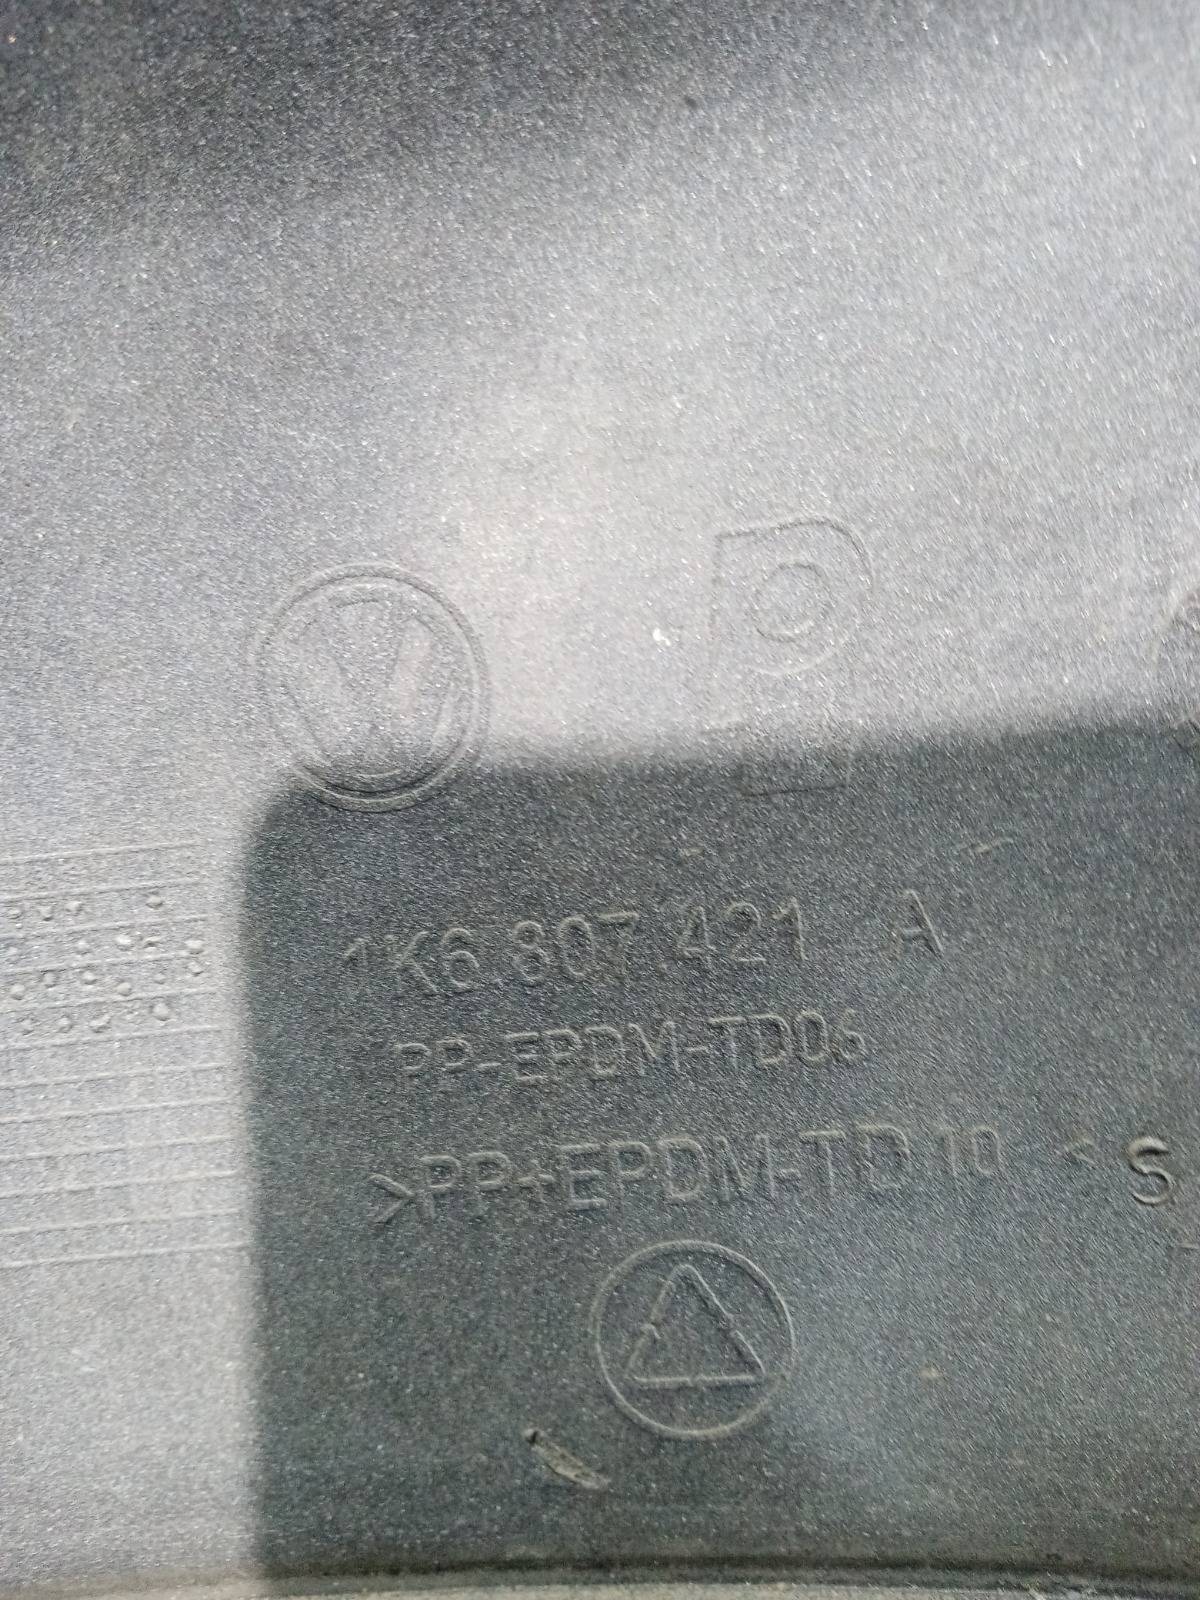 1K6.807.421 A
PP-EPDM-TD06
>PP+EPDM-TD10 < S